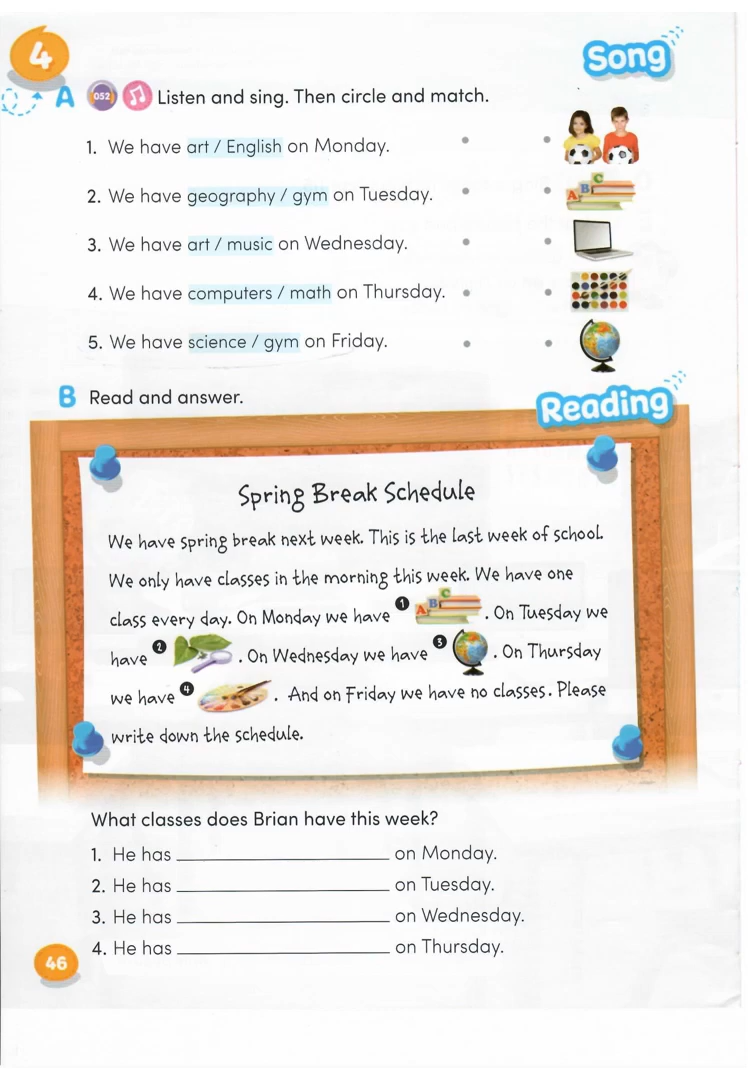 4
Song
A 052 Listen and sing. Then circle and match.
1. We have art / English on Monday.
2. We have geography / gym on Tuesday.
A B C
3. We have art / music on Wednesday.
4. We have computers / math on Thursday.
5. We have science / gym on Friday.
B Read and answer.
Reading
Spring Break Schedule
We have spring break next week. This is the last week of school.
We only have classes in the morning this week. We have one
class every day. On Monday we have 1 A B C . On Tuesday we
have 2 . On Wednesday we have 3 . On Thursday
we have 4 . And on Friday we have no classes. Please
write down the schedule.
What classes does Brian have this week?
1. He has ______________ on Monday.
2. He has ______________ on Tuesday.
3. He has ______________ on Wednesday.
4. He has ______________ on Thursday.
46